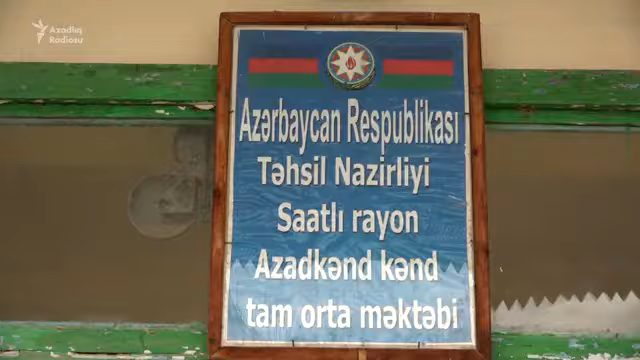 Azadlıq
Radiosu
Azərbaycan Respublikası
Təhsil Nazirliyi
Saatlı rayon
Azadkənd kənd
tam orta məktəbi